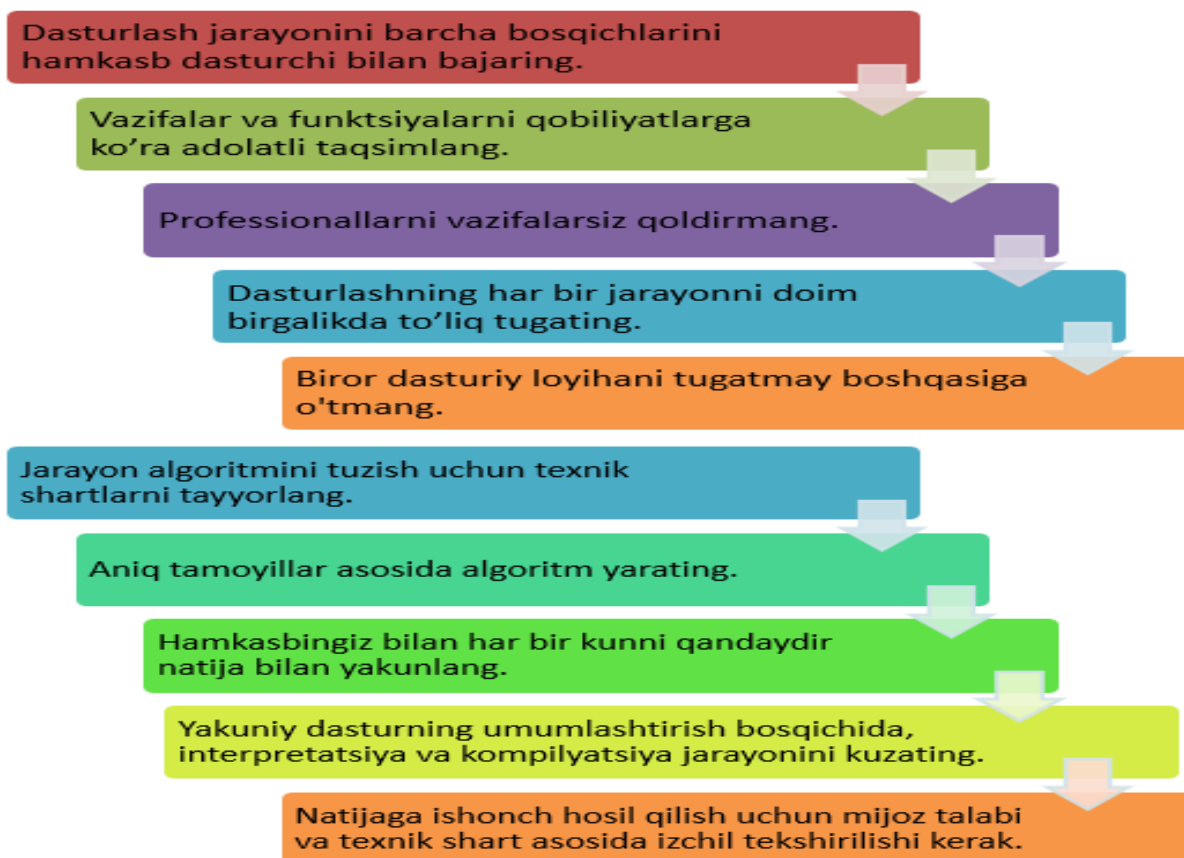 Dasturlash jarayonini barcha bosqichlarini
hamkasb dasturchi bilan bajaring.
Vazifalar va funktsiyalarni qobiliyatlarga
ko’ra adolatli taqsimlang.
Professionallarni vazifalarsiz qoldirmang.
Dasturlashning har bir jarayonni doim
birgalikda to’liq tugating.
Biror dasturiy loyihani tugatmay boshqasiga
o'tmang.
Jarayon algoritmini tuzish uchun texnik
shartlarni tayyorlang.
Aniq tamoyillar asosida algoritm yarating.
Hamkasbingiz bilan har bir kunni qandaydir
natija bilan yakunlang.
Yakuniy dasturning umumlashtirish bosqichida,
interpretatsiya va kompilyatsiya jarayonini kuzating.
Natijaga ishonch hosil qilish uchun mijoz talabi
va texnik shart asosida izchil tekshirilishi kerak.